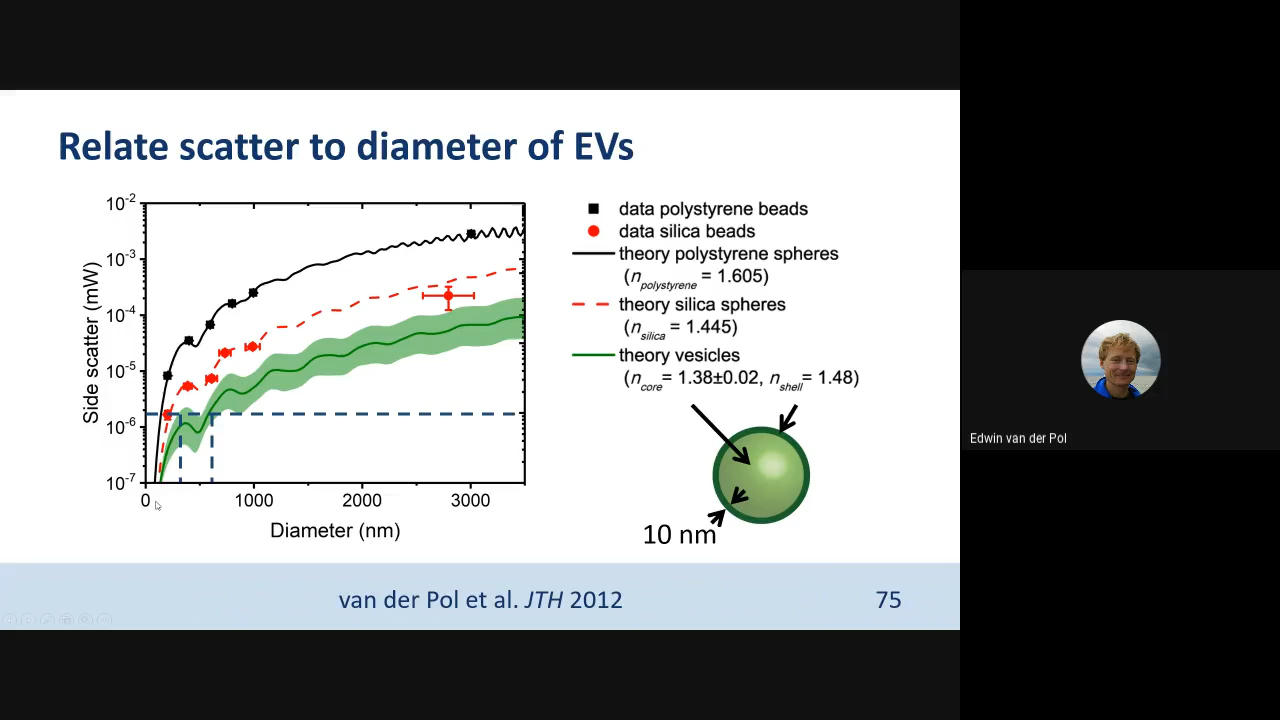 Relate scatter to diameter of EVs
10-2
10-3
10-4
10-5
10-6
10-7
Side scatter (mW)
0 1000 2000 3000
Diameter (nm)
data polystyrene beads
data silica beads
theory polystyrene spheres
(npolystyrene = 1.605)
theory silica spheres
(nsilica = 1.445)
theory vesicles
(ncore= 1.38±0.02, nshell= 1.48)
10 nm
van der Pol et al. JTH 2012
75
Edwin van der Pol